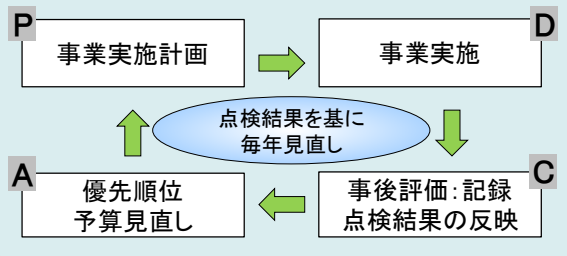 P
事業実施計画
D
事業実施
点検結果を基に
毎年見直し
A
優先順位
予算見直し
C
事後評価:記録
点検結果の反映